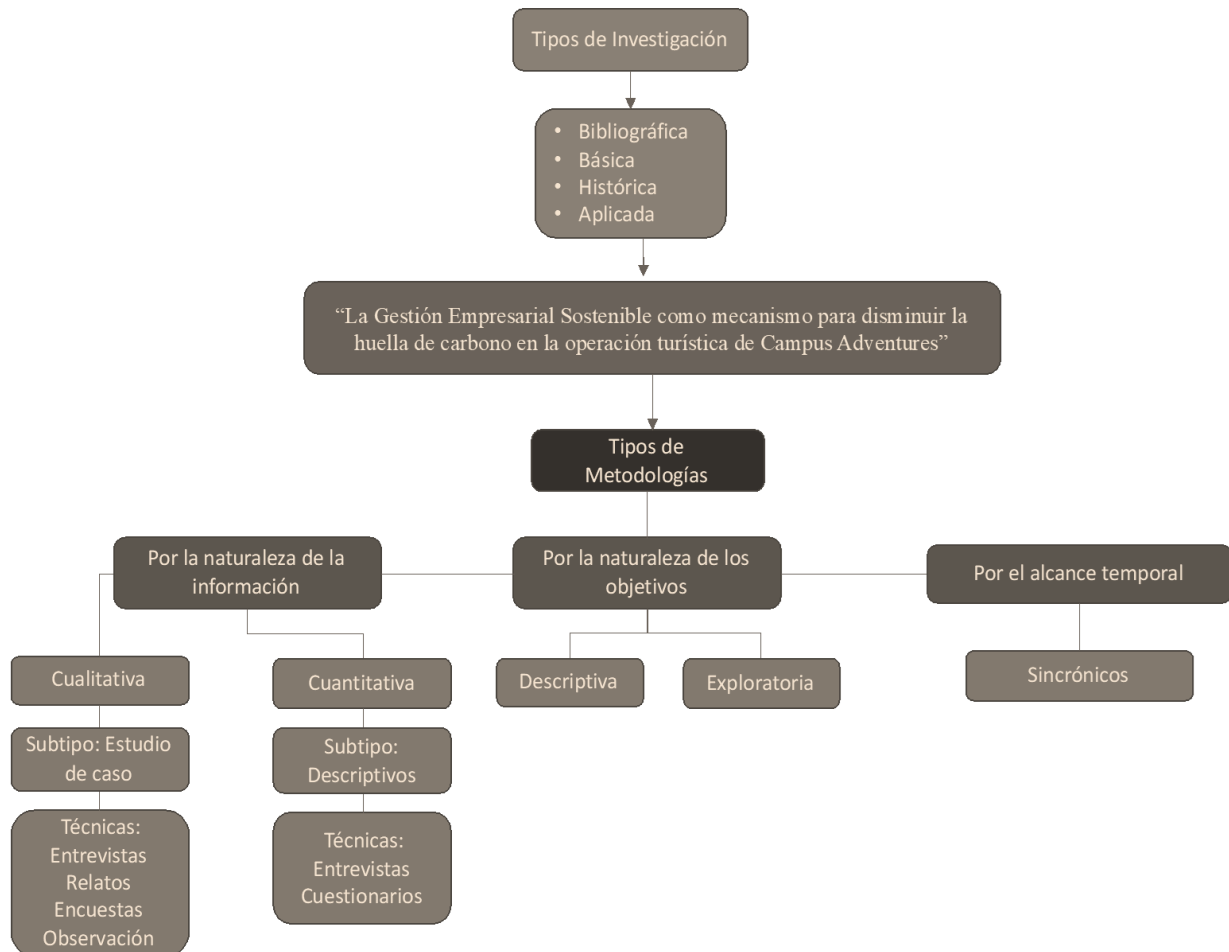 Tipos de Investigación
• Bibliográfica
• Básica
• Histórica
• Aplicada
“La Gestión Empresarial Sostenible como mecanismo para disminuir la
huella de carbono en la operación turística de Campus Adventures”
Tipos de
Metodologías
Por la naturaleza de la
información
Por la naturaleza de los
objetivos
Por el alcance temporal
Cualitativa
Cuantitativa
Descriptiva
Exploratoria
Sincrónicos
Subtipo: Estudio
de caso
Subtipo:
Descriptivos
Técnicas:
Entrevistas
Relatos
Encuestas
Observación
Técnicas:
Entrevistas
Cuestionarios